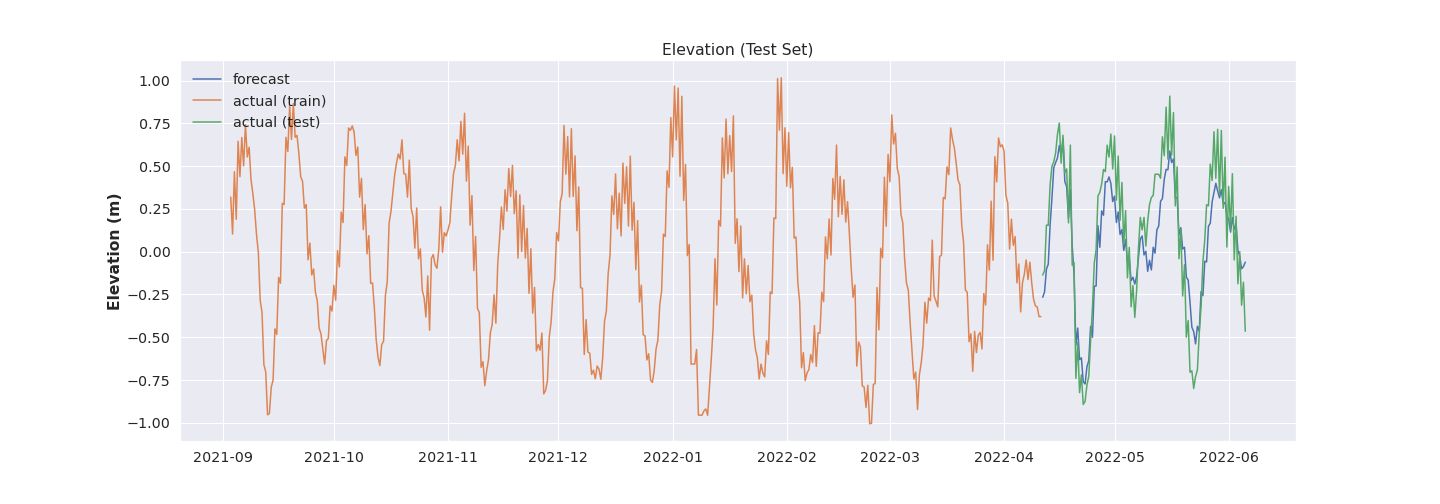 Elevation (Test Set)
forecast
actual (train)
actual (test)
Elevation (m)
1.00
0.75
0.50
0.25
0.00
−0.25
−0.50
−0.75
−1.00
2021-09 2021-10 2021-11 2021-12 2022-01 2022-02 2022-03 2022-04 2022-05 2022-06